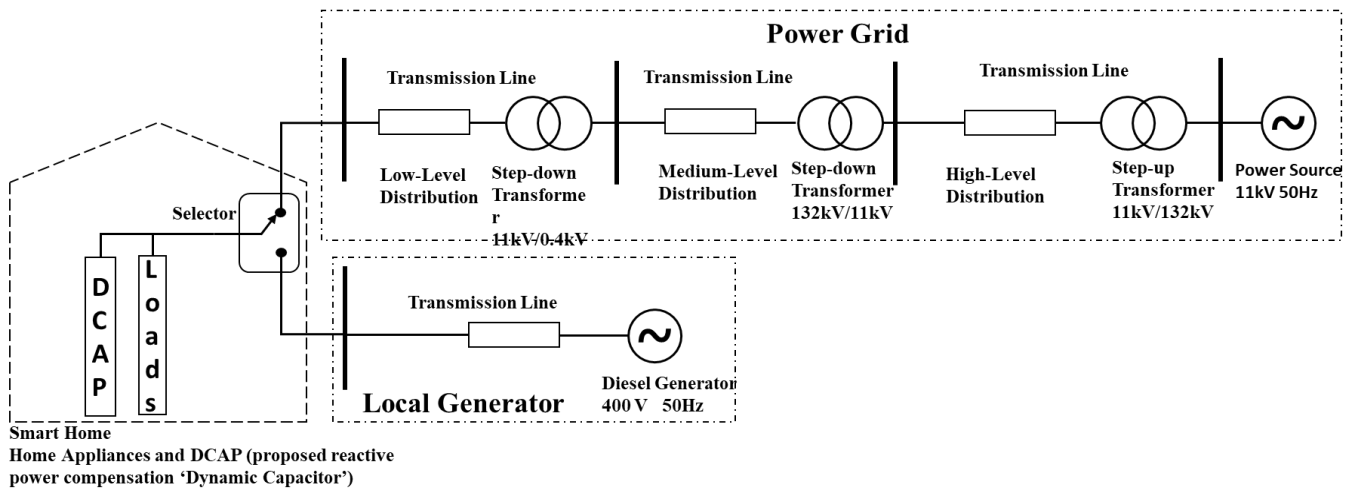 Power Grid
Transmission Line
Transmission Line
Transmission Line
Low-Level
Distribution
Step-down
Transforme
r
11kV/0.4kV
Medium-Level
Distribution
Step-down
Transformer
132kV/11kV
High-Level
Distribution
Step-up
Transformer
11kV/132kV
Power Source
11kV 50Hz
Selector
D
C
A
P
L
o
a
d
s
Transmission Line
Diesel Generator
400 V 50Hz
Local Generator
Smart Home
Home Appliances and DCAP (proposed reactive
power compensation ‘Dynamic Capacitor’)